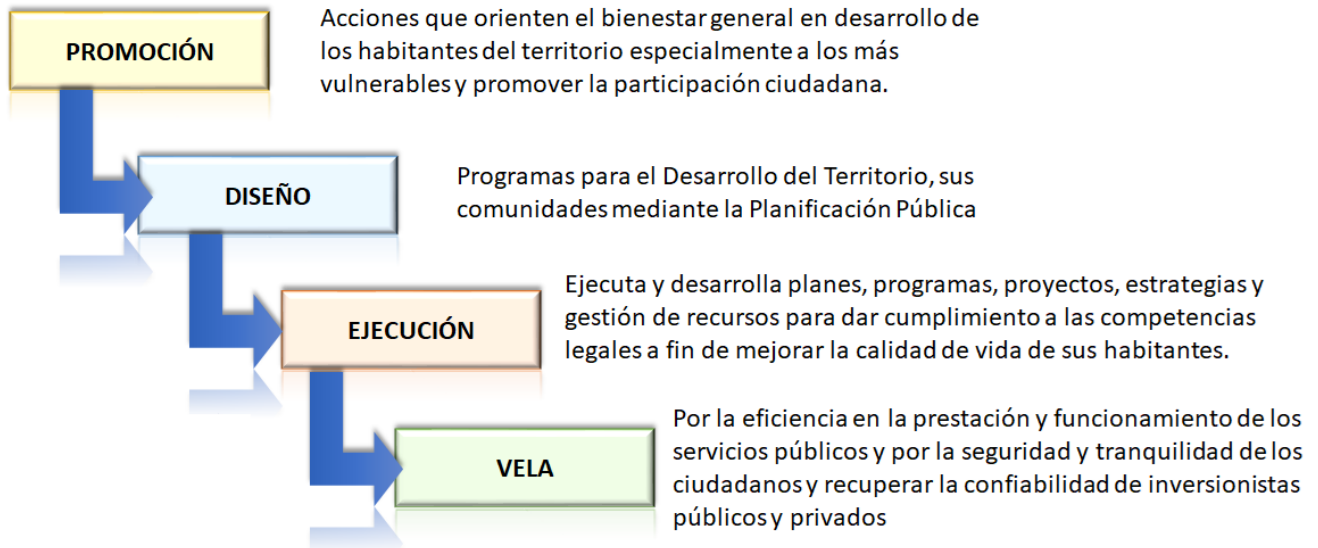 PROMOCIÓN
Acciones que orienten el bienestar general en desarrollo de
los habitantes del territorio especialmente a los más
vulnerables y promover la participación ciudadana.
DISEÑO
Programas para el Desarrollo del Territorio, sus
comunidades mediante la Planificación Pública
EJECUCIÓN
Ejecuta y desarrolla planes, programas, proyectos, estrategias y
gestión de recursos para dar cumplimiento a las competencias
legales a fin de mejorar la calidad de vida de sus habitantes.
VELA
Por la eficiencia en la prestación y funcionamiento de los
servicios públicos y por la seguridad y tranquilidad de los
ciudadanos y recuperar la confiabilidad de inversionistas
públicos y privados